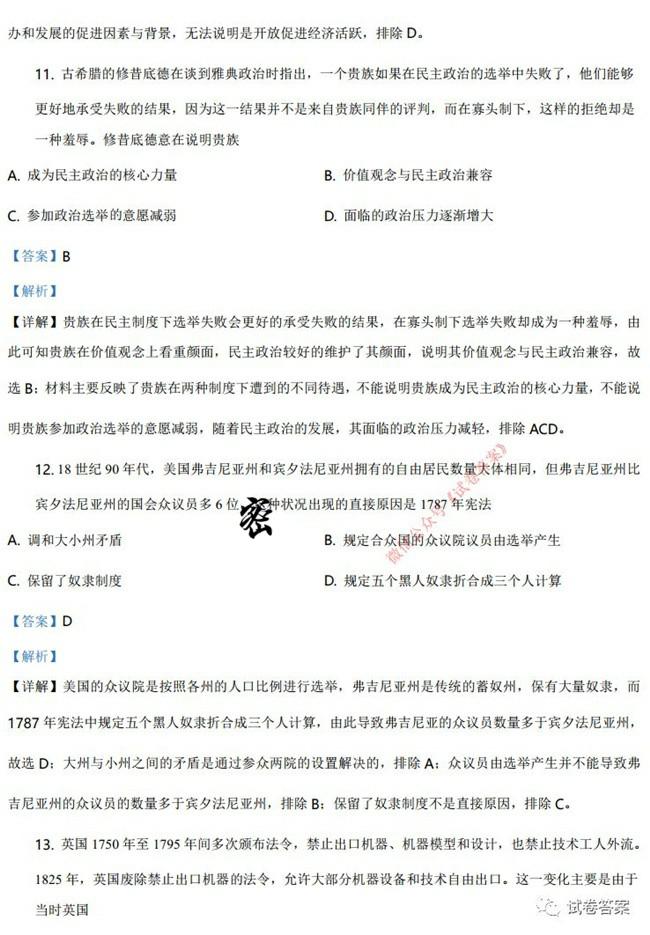 办和发展的促进因素与背景，无法说明是开放促进经济活跃，排除 D。
11. 古希腊的修昔底德在谈到雅典政治时指出，一个贵族如果在民主政治的选举中失败了，他们能够
更好地承受失败的结果，因为这一结果并不是来自贵族同伴的评判，而在寡头制下，这样的拒绝却是
一种羞辱。修昔底德意在说明贵族
A. 成为民主政治的核心力量 B. 价值观念与民主政治兼容
C. 参加政治选举的意愿减弱 D. 面临的政治压力逐渐增大
【答案】B
【解析】
【详解】贵族在民主制度下选举失败会更好的承受失败的结果，在寡头制下选举失败却成为一种羞辱，由
此可知贵族在价值观念上看重颜面，民主政治较好的维护了其颜面，说明其价值观念与民主政治兼容，故
选 B；材料主要反映了贵族在两种制度下遭到的不同待遇，不能说明贵族成为民主政治的核心力量，不能说
明贵族参加政治选举的意愿减弱，随着民主政治的发展，其面临的政治压力减轻，排除 ACD。
12. 18 世纪 90 年代，美国弗吉尼亚州和宾夕法尼亚州拥有的自由居民数量大体相同，但弗吉尼亚州比
宾夕法尼亚州的国会众议员多 6 位 种状况出现的直接原因是 1787 年宪法
密
微信公众号《试卷答案》
A. 调和大小州矛盾 B. 规定合众国的众议院议员由选举产生
C. 保留了奴隶制度 D. 规定五个黑人奴隶折合成三个人计算
【答案】D
【解析】
【详解】美国的众议院是按照各州的人口比例进行选举，弗吉尼亚州是传统的蓄奴州，保有大量奴隶，而
1787 年宪法中规定五个黑人奴隶折合成三个人计算，由此导致弗吉尼亚的众议员数量多于宾夕法尼亚州，
故选 D；大州与小州之间的矛盾是通过参众两院的设置解决的，排除 A；众议员由选举产生并不能导致弗
吉尼亚州的众议员的数量多于宾夕法尼亚州，排除 B；保留了奴隶制度不是直接原因，排除 C。
13. 英国 1750 年至 1795 年间多次颁布法令，禁止出口机器、机器模型和设计，也禁止技术工人外流。
1825 年，英国废除禁止出口机器的法令，允许大部分机器设备和技术自由出口。这一变化主要是由于
当时英国
试卷答案